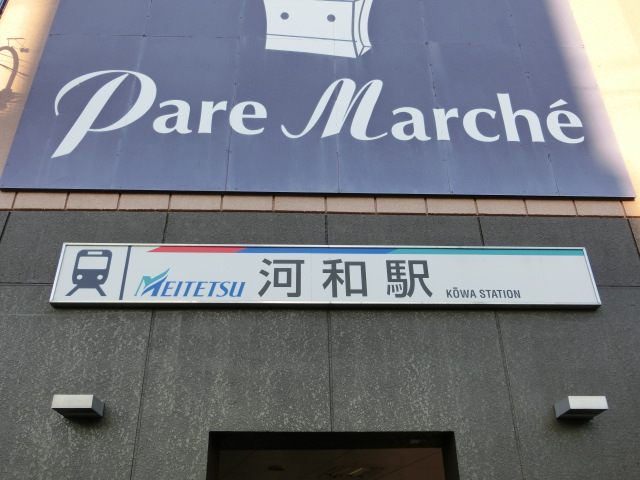 Pare Marché
MEITETSU 河和駅 KŌWA STATION